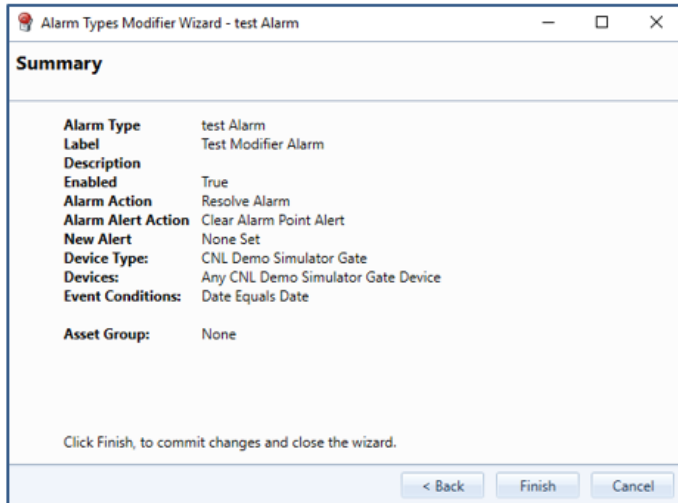 Alarm Types Modifier Wizard - test Alarm
Summary
Alarm Type test Alarm
Label Test Modifier Alarm
Description
Enabled True
Alarm Action Resolve Alarm
Alarm Alert Action Clear Alarm Point Alert
New Alert None Set
Device Type: CNL Demo Simulator Gate
Devices: Any CNL Demo Simulator Gate Device
Event Conditions: Date Equals Date
Asset Group: None
Click Finish, to commit changes and close the wizard.
< Back Finish Cancel